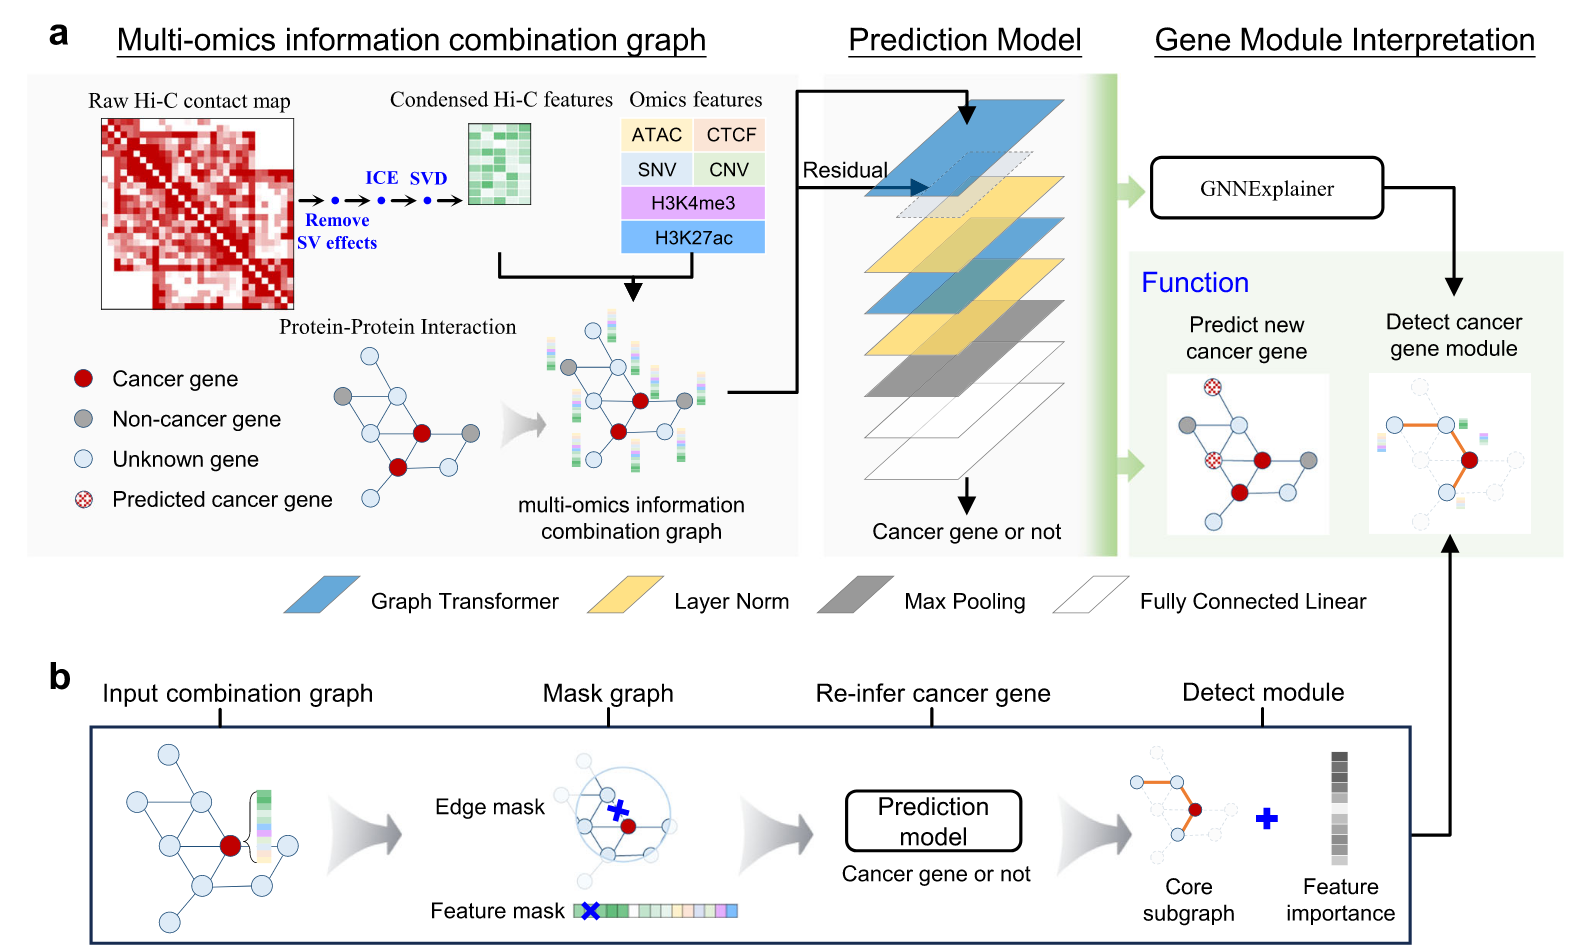 a
Multi-omics information combination graph
Prediction Model
Gene Module Interpretation
Raw Hi-C contact map
Condensed Hi-C features
Omics features
ATAC
CTCF
SNV
CNV
H3K4me3
H3K27ac
ICE
SVD
Remove
SV effects
Residual
GNNExplainer
Function
Predict new
cancer gene
Detect cancer
gene module
Protein-Protein Interaction
Cancer gene
Non-cancer gene
Unknown gene
Predicted cancer gene
multi-omics information
combination graph
Cancer gene or not
Graph Transformer
Layer Norm
Max Pooling
Fully Connected Linear
b
Input combination graph
Mask graph
Re-infer cancer gene
Detect module
Edge mask
Feature mask
Prediction
model
Cancer gene or not
Core
subgraph
Feature
importance